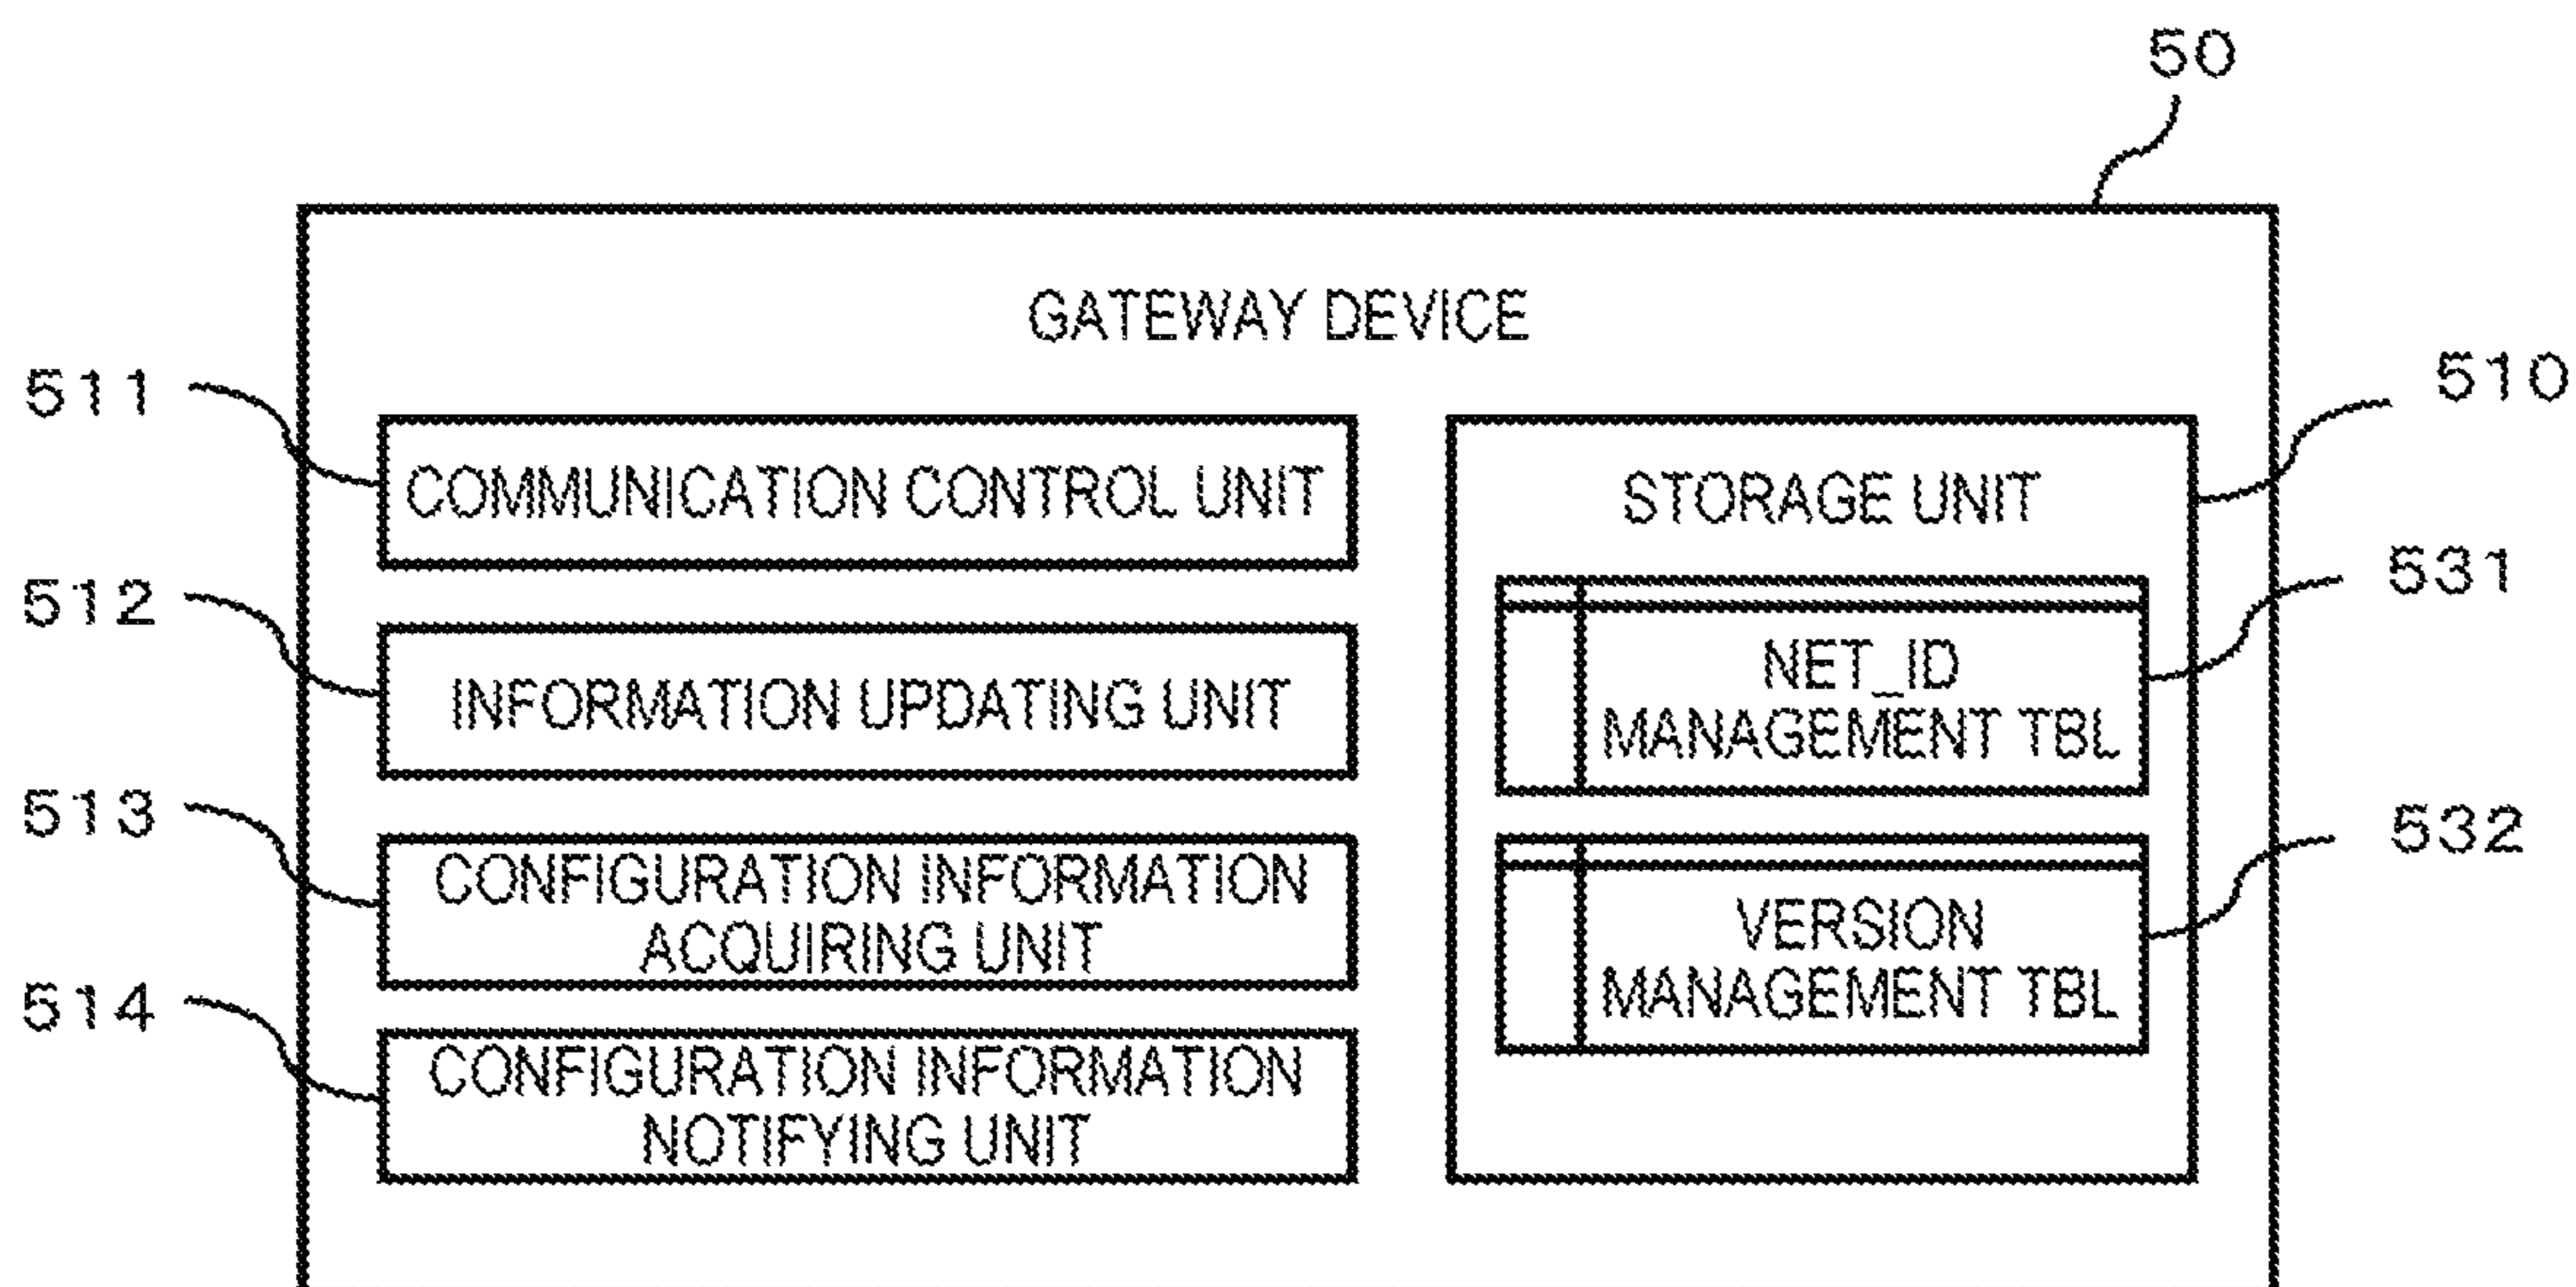 50
GATEWAY DEVICE
511
COMMUNICATION CONTROL UNIT
512
INFORMATION UPDATING UNIT
513
CONFIGURATION INFORMATION
ACQUIRING UNIT
514
CONFIGURATION INFORMATION
NOTIFYING UNIT
510
STORAGE UNIT
531
NET_ID
MANAGEMENT TBL
532
VERSION
MANAGEMENT TBL